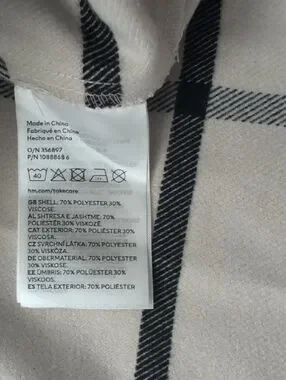 Made in China
Fabriqué en Chine
Hecho en China
O/N 356897
P/N 1088868 6
40
hm.com/takecare
GB SHELL: 70% POLYESTER 30%
VISCOSE.
AL SHTRESA E JASHTME: 70%
POLIESTËR 30% VISKOZË
CAT EXTERIOR: 70% POLIÈSTER 30%
VISCOSA.
CZ SVRCHNÍ LÁTKA: 70% POLYESTER
30% VISKÓZA.
DE OBERMATERIAL: 70% POLYESTER
30% VISKOSE.
EE ÜMBRIS: 70% POLÜESTER 30%
VISKOOS.
ES TELA EXTERIOR: 70% POLIÉSTER